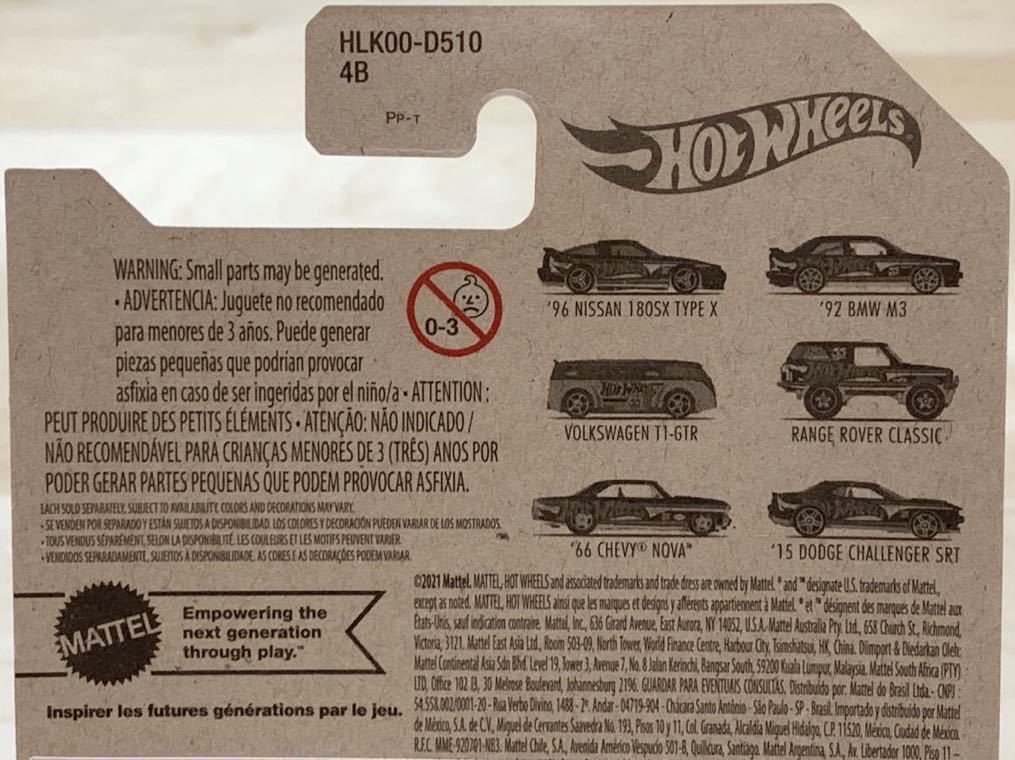 HLK00-D510
4B
PP-T
HOT WHEELS
WARNING: Small parts may be generated.
• ADVERTENCIA: Juguete no recomendado
para menores de 3 años. Puede generar
piezas pequeñas que podrían provocar
asfixia en caso de ser ingeridas por el niño/a • ATTENTION :
PEUT PRODUIRE DES PETITS ÉLÉMENTS • ATENÇÃO: NÃO INDICADO /
NÃO RECOMENDÁVEL PARA CRIANÇAS MENORES DE 3 (TRÊS) ANOS POR
PODER GERAR PARTES PEQUENAS QUE PODEM PROVOCAR ASFIXIA.
0-3
EACH SOLD SEPARATELY, SUBJECT TO AVAILABILITY. COLORS AND DECORATIONS MAY VARY.
• SE VENDEN POR SEPARADO Y ESTÁN SUJETOS A DISPONIBILIDAD. LOS COLORES Y DECORACIÓN PUEDEN VARIAR DE LOS MOSTRADOS.
• TOUS VENDUS SÉPARÉMENT, SELON LA DISPONIBILITÉ. LES COULEURS ET LES MOTIFS PEUVENT VARIER.
• VENDIDOS SEPARADAMENTE, SUJEITOS À DISPONIBILIDADE. AS CORES E AS DECORAÇÕES PODEM VARIAR.
'96 NISSAN 180SX TYPE X
'92 BMW M3
VOLKSWAGEN T1-GTR
RANGE ROVER CLASSIC
'66 CHEVY® NOVA™
'15 DODGE CHALLENGER SRT
MATTEL
Empowering the
next generation
through play.™
Inspirer les futures générations par le jeu.
©2021 Mattel. MATTEL, HOT WHEELS and associated trademarks and trade dress are owned by Mattel. ® and ™ designate U.S. trademarks of Mattel,
except as noted. MATTEL, HOT WHEELS ainsi que les marques et designs y afférents appartiennent à Mattel. ® et ™ désignent des marques de Mattel aux
États-Unis, sauf indication contraire. Mattel, Inc., 636 Girard Avenue, East Aurora, NY 14052, U.S.A. Mattel Australia Pty. Ltd., 658 Church St., Richmond,
Victoria, 3121. Mattel East Asia Ltd., Room 503-09, North Tower, World Finance Centre, Harbour City, Tsimshatsui, HK, China. Diimport & Diedarkan Oleh:
Mattel Continental Asia Sdn Bhd. Level 19, Tower 3, Avenue 7, No. 8 Jalan Kerinchi, Bangsar South, 59200 Kuala Lumpur, Malaysia. Mattel South Africa (PTY)
LTD, Office 102 I3, 30 Melrose Boulevard, Johannesburg 2196. GUARDAR PARA EVENTUAIS CONSULTAS. Distribuido por: Mattel do Brasil Ltda.- CNPJ :
54.558.002/0001-20 - Rua Verbo Divino, 1488 - 2º. Andar - 04719-904 - Chácara Santo Antônio - São Paulo - SP - Brasil. Importado y distribuido por Mattel
de México, S.A. de C.V., Miguel de Cervantes Saavedra No. 193, Pisos 10 y 11, Col. Granada, Alcaldía Miguel Hidalgo, C.P. 11520, México, Ciudad de México.
R.F.C. MME-920701-NB3. Mattel Chile, S.A., Avenida Américo Vespucio 501-B, Quilicura, Santiago. Mattel Argentina, S.A., Av. Libertador 1000, Piso 11 –